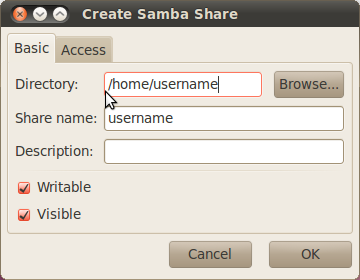 Create Samba Share
Basic Access
Directory: /home/username Browse...
Share name: username
Description:
Writable
Visible
Cancel OK